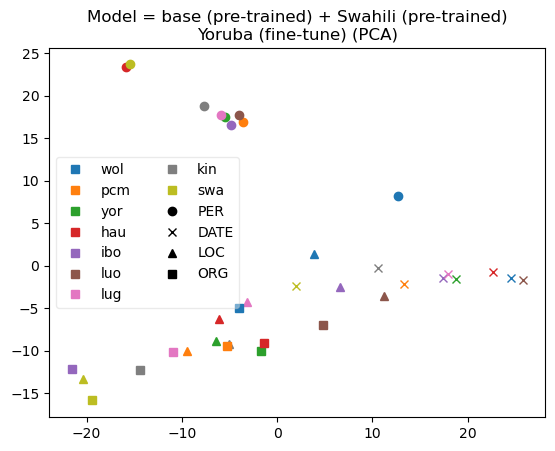 Model = base (pre-trained) + Swahili (pre-trained)
Yoruba (fine-tune) (PCA)
25
20
15
10
5
0
−5
−10
−15
wol
pcm
yor
hau
ibo
luo
lug
kin
swa
PER
DATE
LOC
ORG
−20
−10
0
10
20